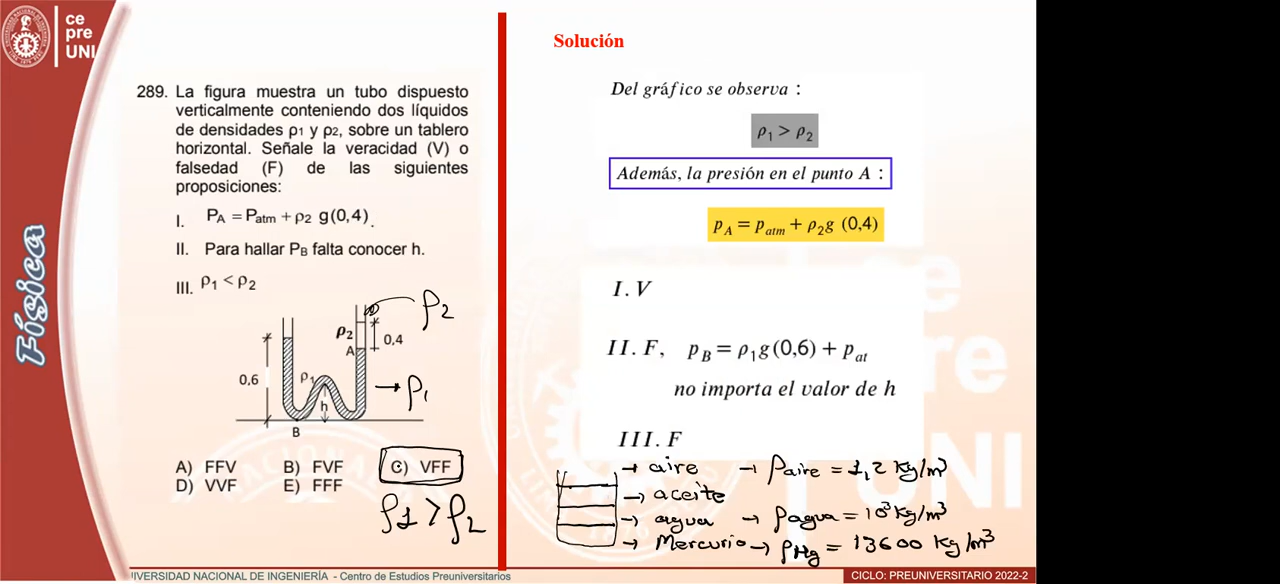 ce
pre
UNI
Física
289. La figura muestra un tubo dispuesto
verticalmente conteniendo dos líquidos
de densidades ρ1 y ρ2, sobre un tablero
horizontal. Señale la veracidad (V) o
falsedad (F) de las siguientes
proposiciones:
I. PA = Patm + ρ2 g(0,4).
II. Para hallar PB falta conocer h.
III. ρ1 < ρ2
ρ2
ρ2
0,4
A
0,6
ρ1
ρ1
h
B
A) FFV B) FVF C) VFF
D) VVF E) FFF
ρ1 > ρ2
Solución
Del gráfico se observa :
ρ1 > ρ2
Además, la presión en el punto A :
pA = patm + ρ2g (0,4)
I. V
II. F, pB = ρ1g(0,6) + pat
no importa el valor de h
III. F
→ aire → ρaire = 1,2 Kg/m³
→ aceite
→ agua → ρagua = 10³ Kg/m³
→ Mercurio → ρHg = 13600 Kg/m³
ce
pre
UNI
UNIVERSIDAD NACIONAL DE INGENIERÍA - Centro de Estudios Preuniversitarios
CICLO: PREUNIVERSITARIO 2022-2